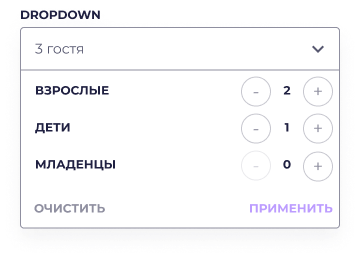 DROPDOWN
3 гостя
ВЗРОСЛЫЕ - 2 +
ДЕТИ - 1 +
МЛАДЕНЦЫ - 0 +
ОЧИСТИТЬ ПРИМЕНИТЬ